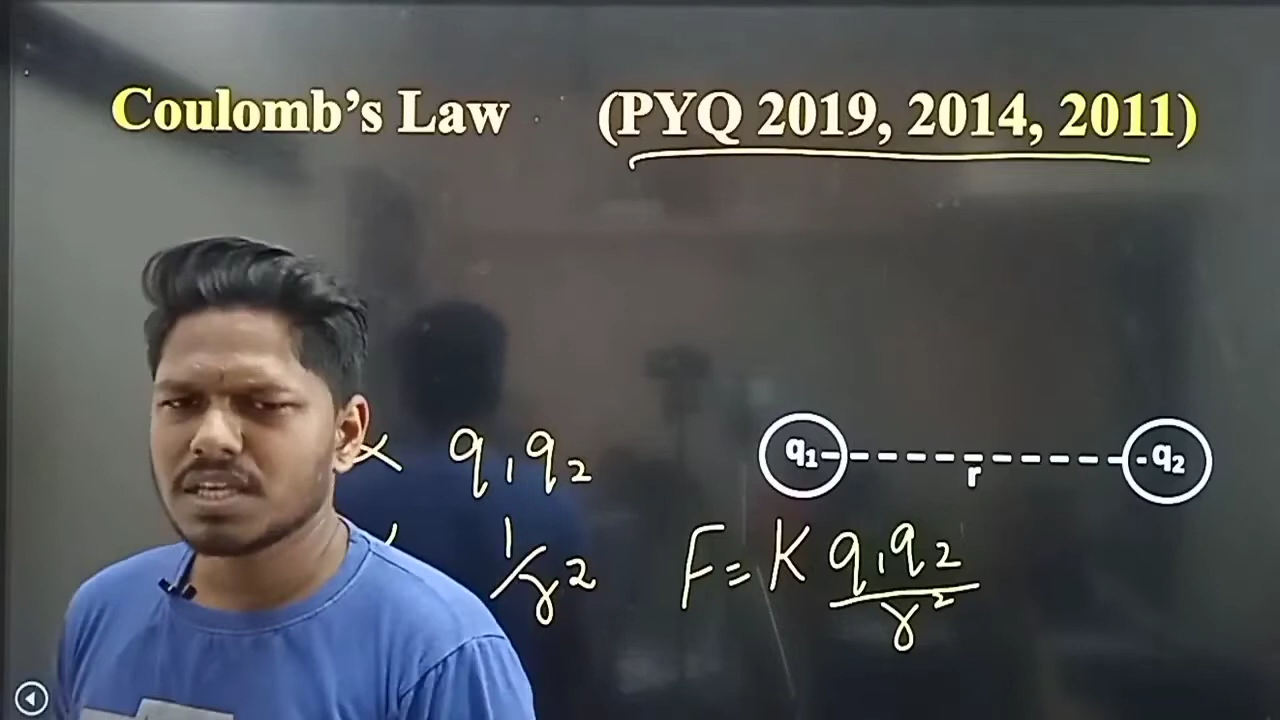 Coulomb's Law (PYQ 2019, 2014, 2011)
∝ q₁q₂
q₁ r q₂
1/r²
F = K q₁q₂/r²